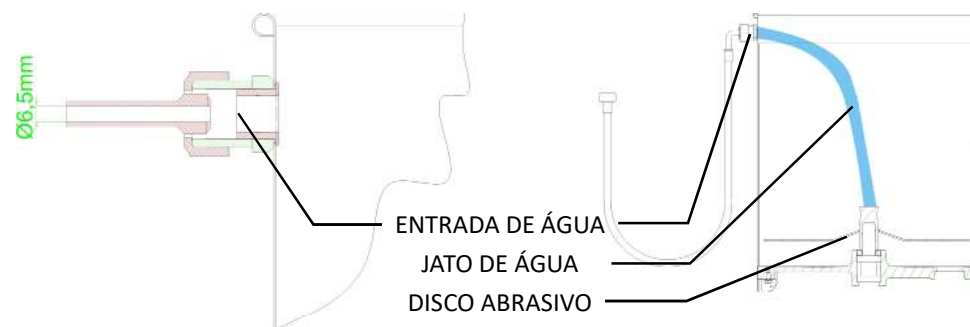 Ø6,5mm
ENTRADA DE ÁGUA
JATO DE ÁGUA
DISCO ABRASIVO